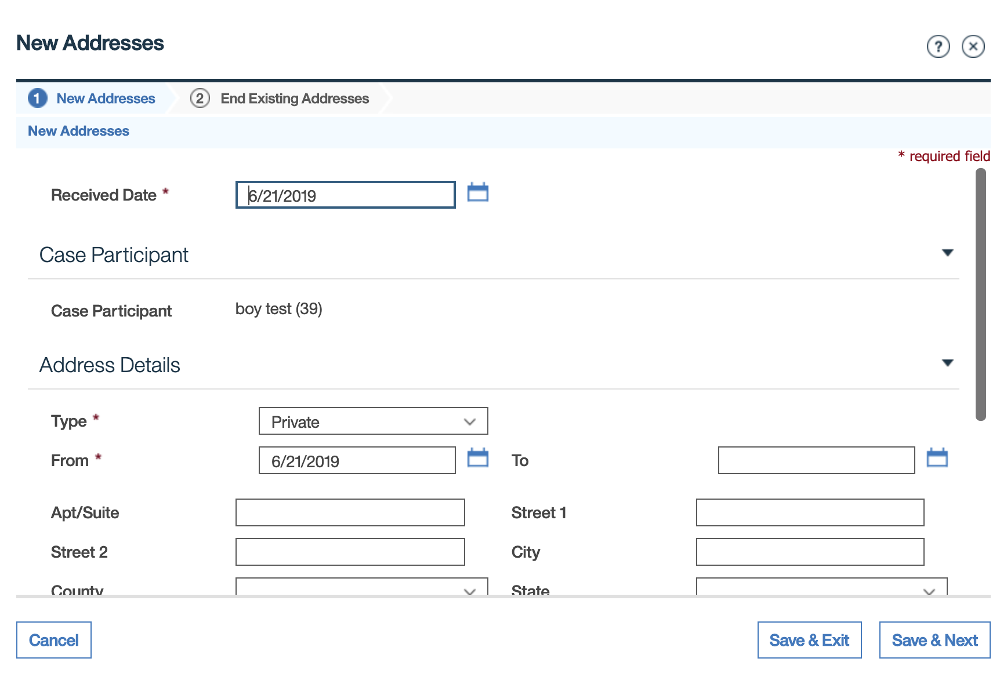 New Addresses
?
1 New Addresses 2 End Existing Addresses
New Addresses
* required field
Received Date * 6/21/2019
Case Participant
Case Participant boy test (39)
Address Details
Type * Private
From * 6/21/2019 To
Apt/Suite Street 1
Street 2 City
County State
Cancel Save & Exit Save & Next